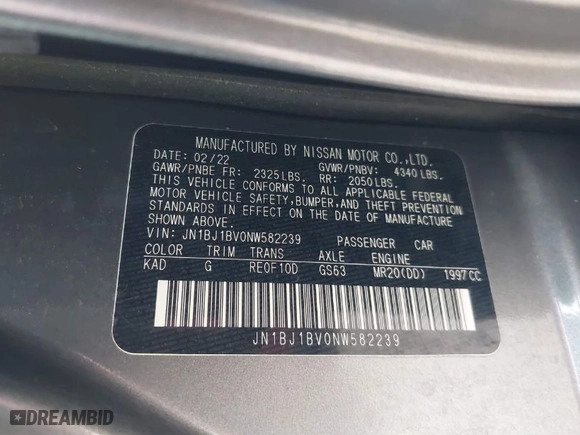 MANUFACTURED BY NISSAN MOTOR CO.,LTD.
DATE: 02/22 GVWR/PNBV: 4340 LBS.
GAWR/PNBE FR: 2325LBS. RR: 2050LBS.
THIS VEHICLE CONFORMS TO ALL APPLICABLE FEDERAL
MOTOR VEHICLE SAFETY,BUMPER,AND THEFT PREVENTION
STANDARDS IN EFFECT ON THE DATE OF MANUFACTURE
SHOWN ABOVE.
VIN: JN1BJ1BV0NW582239 PASSENGER CAR
COLOR TRIM TRANS AXLE ENGINE
KAD G RE0F10D GS63 MR20(DD) 1997CC
JN1BJ1BV0NW582239
DREAMBID